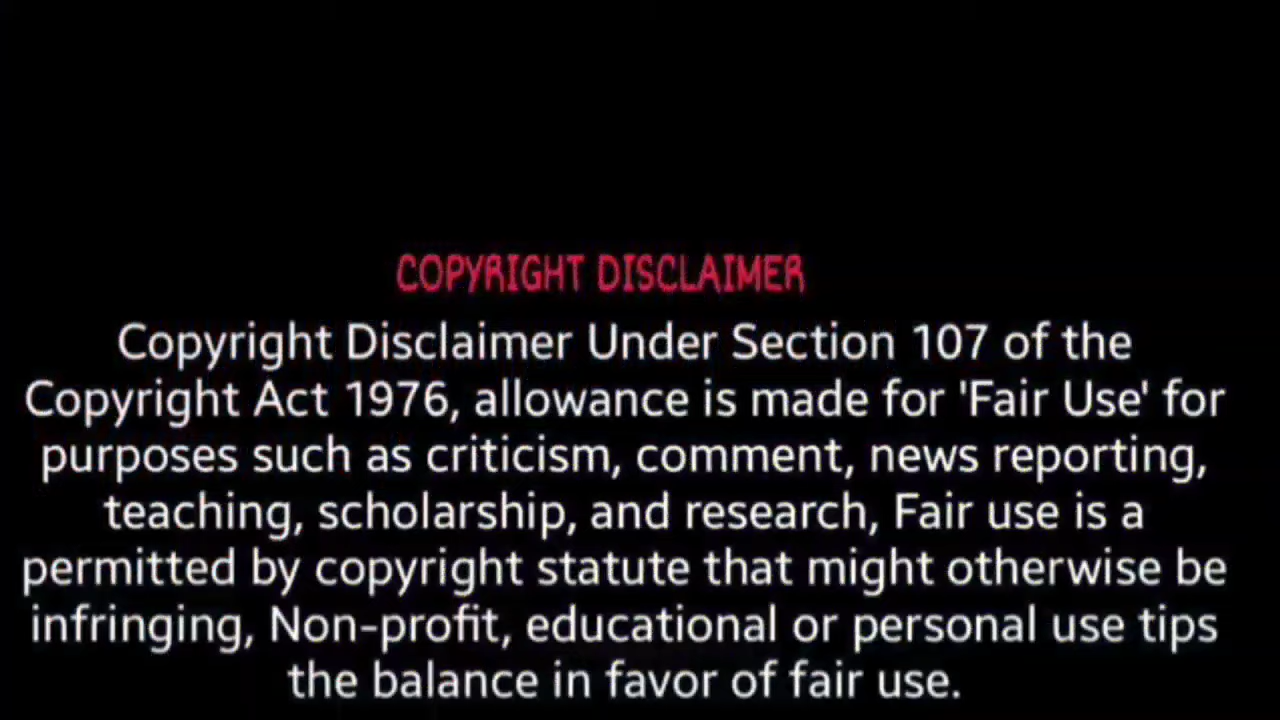 COPYRIGHT DISCLAIMER
Copyright Disclaimer Under Section 107 of the
Copyright Act 1976, allowance is made for 'Fair Use' for
purposes such as criticism, comment, news reporting,
teaching, scholarship, and research, Fair use is a
permitted by copyright statute that might otherwise be
infringing, Non-profit, educational or personal use tips
the balance in favor of fair use.